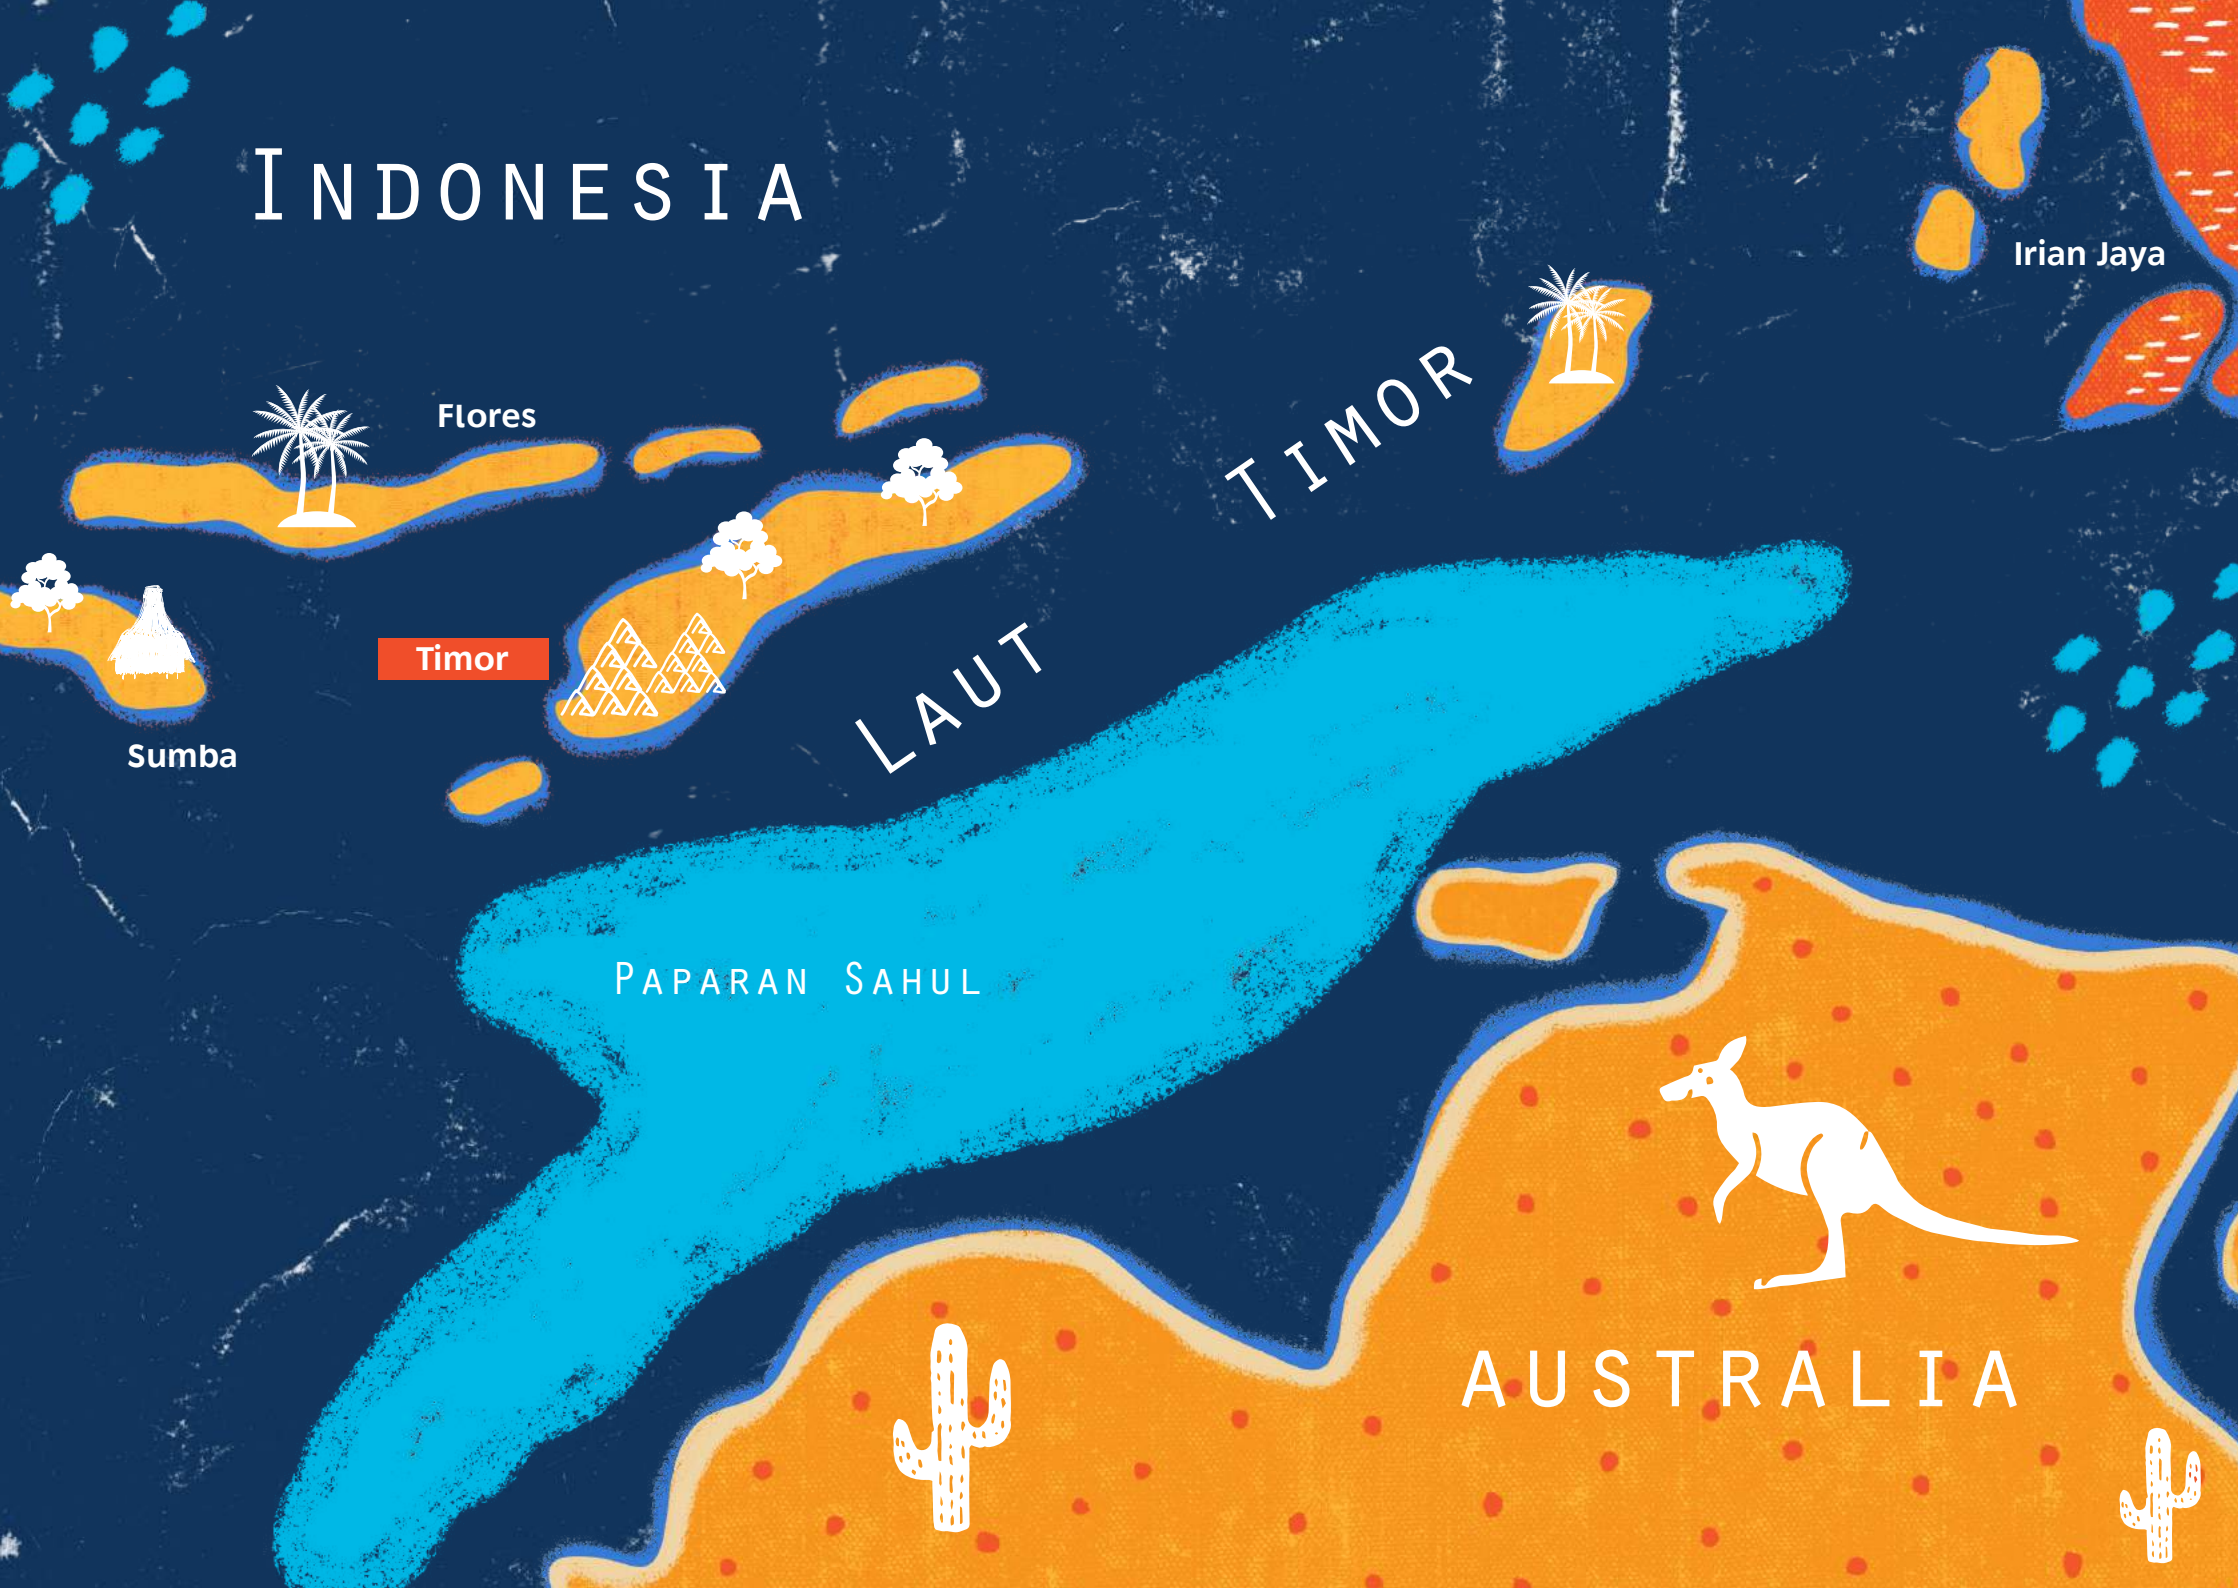 INDONESIA
Irian Jaya
Flores
Timor
LAUT TIMOR
Sumba
PAPARAN SAHUL
AUSTRALIA